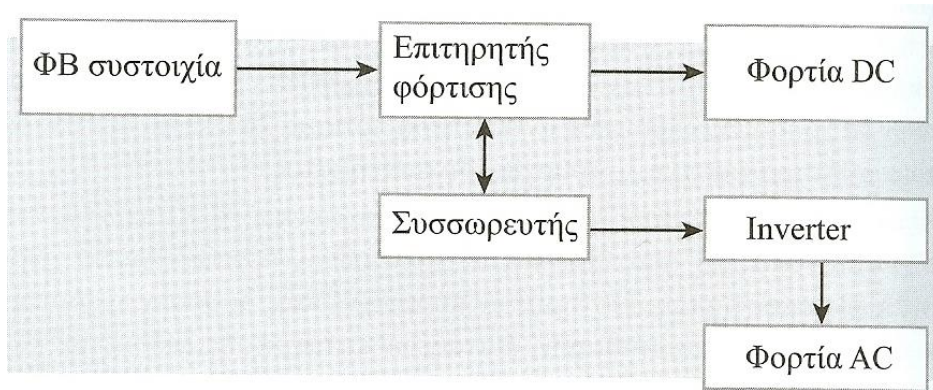 ΦΒ συστοιχία
Επιτηρητής
φόρτισης
Φορτία DC
Συσσωρευτής
Inverter
Φορτία AC